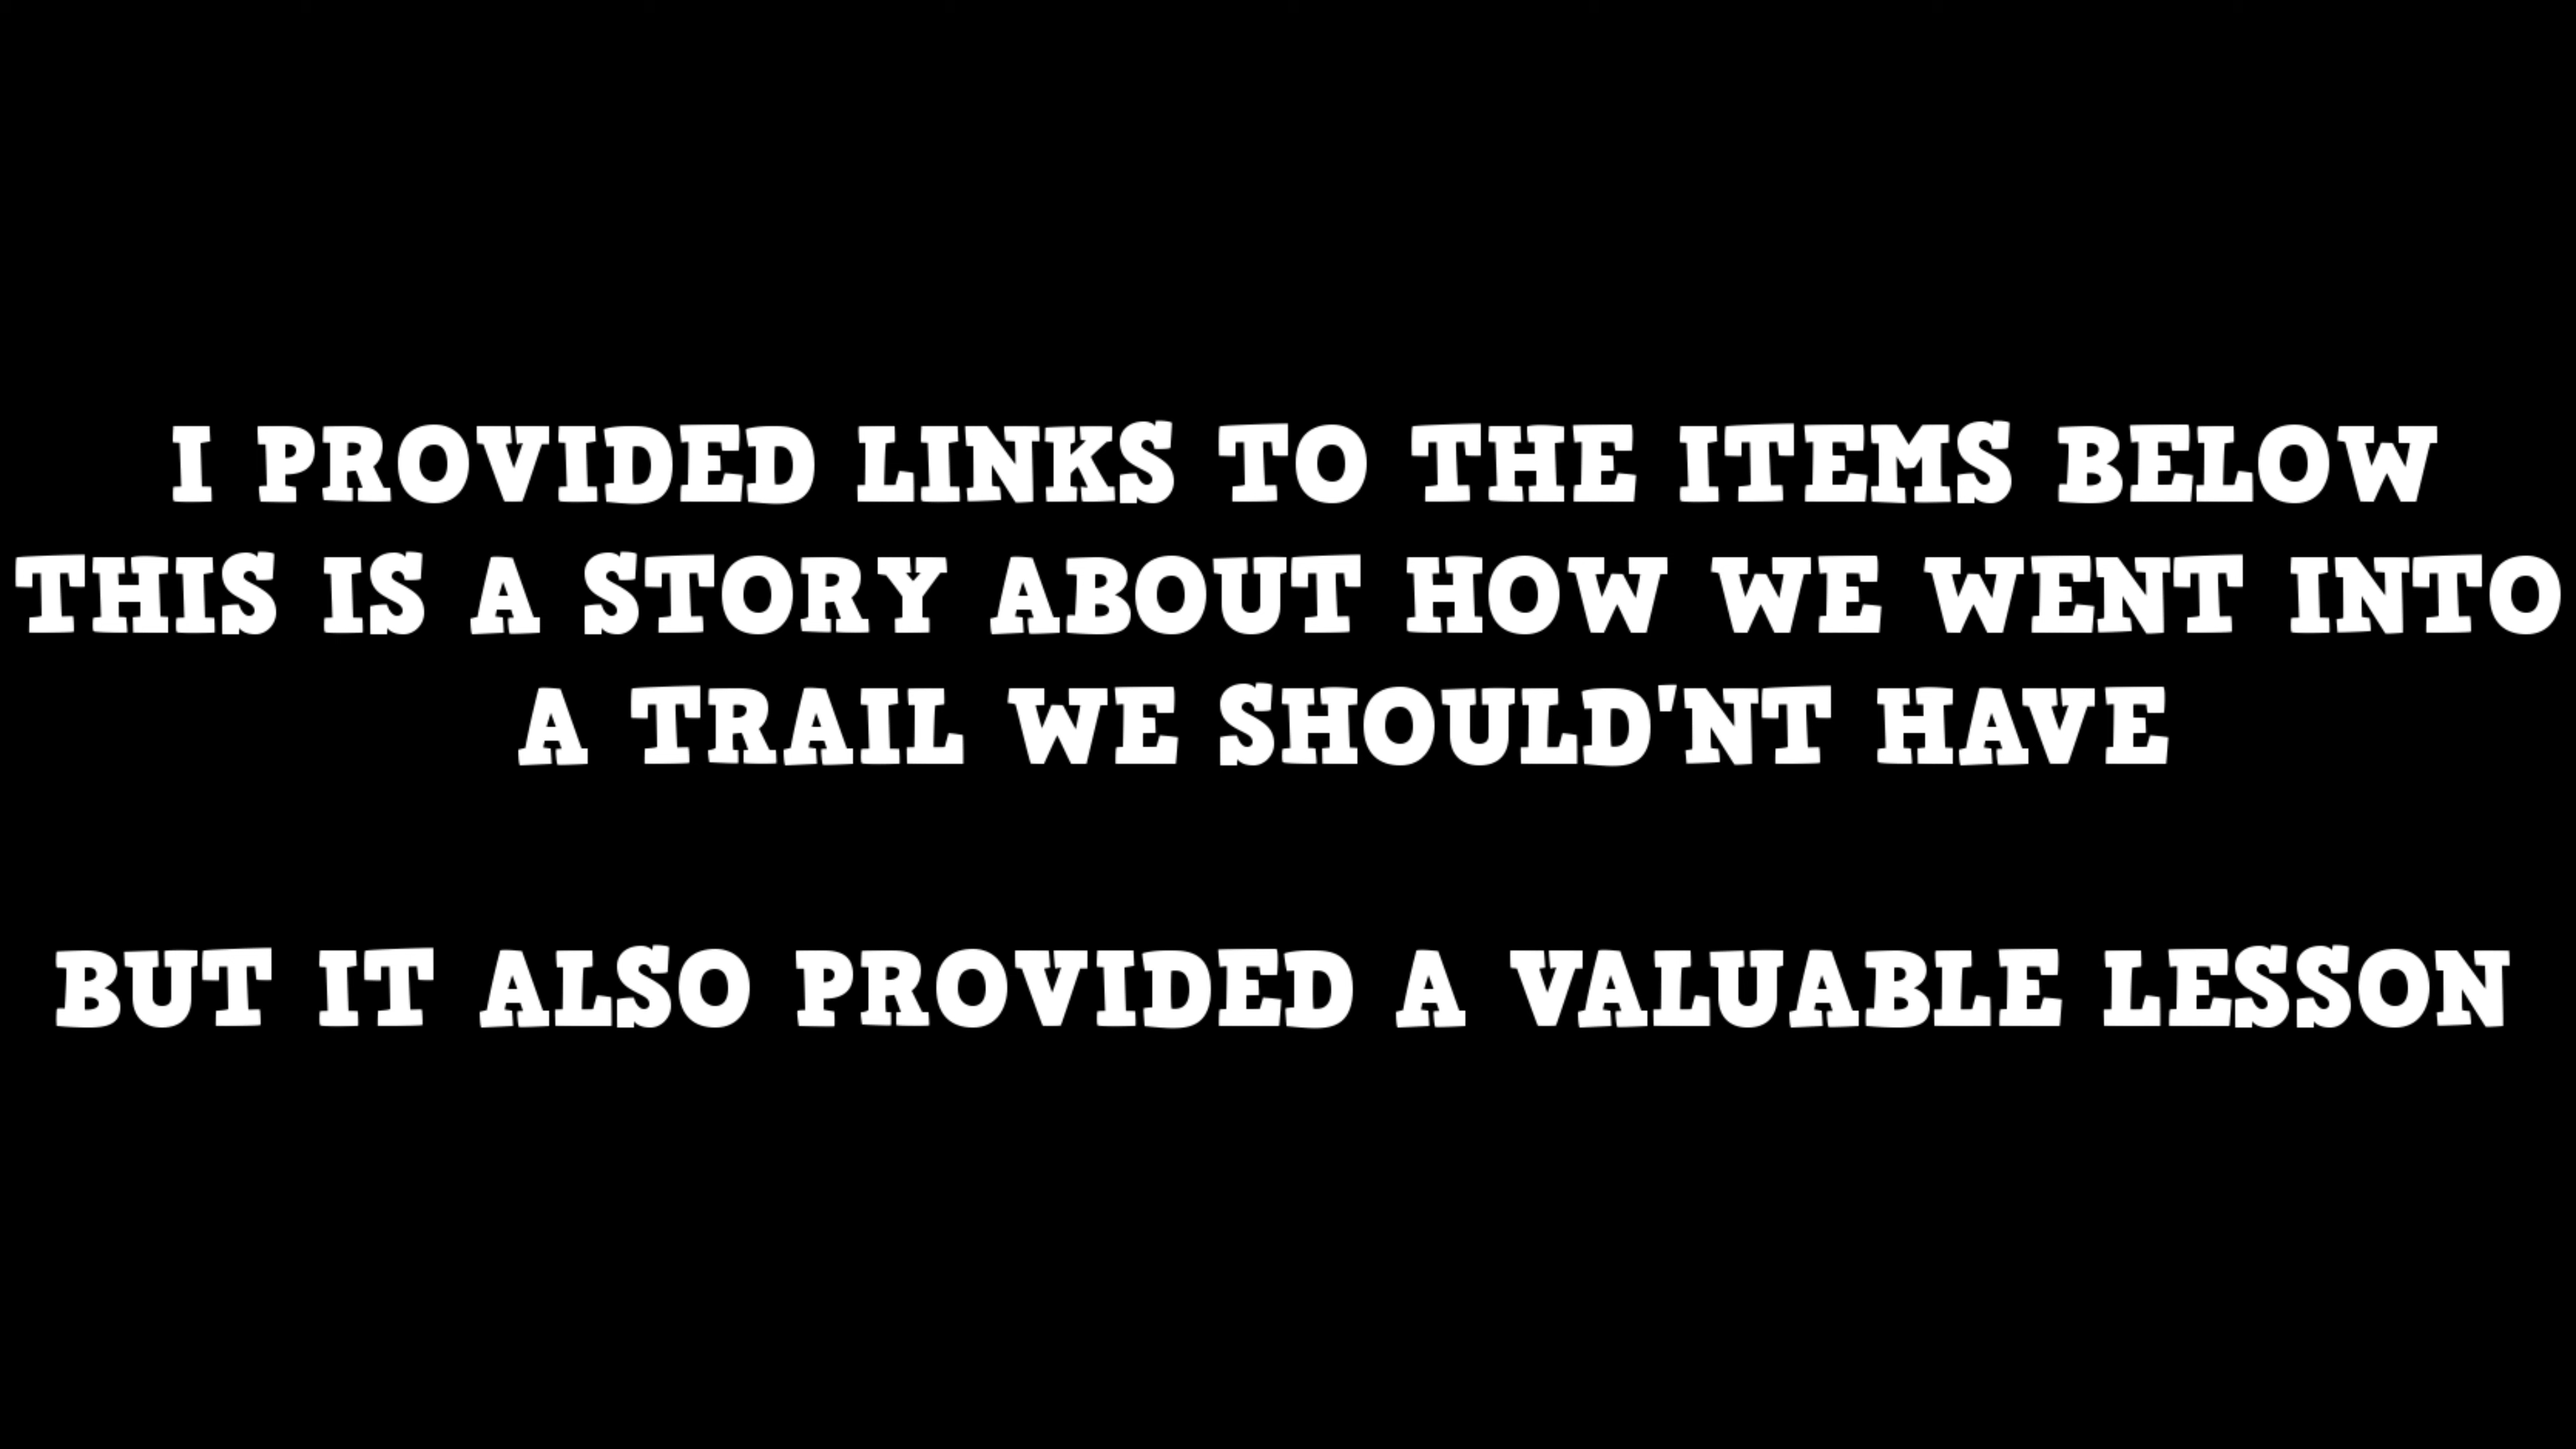 I PROVIDED LINKS TO THE ITEMS BELOW
THIS IS A STORY ABOUT HOW WE WENT INTO
A TRAIL WE SHOULD'NT HAVE
BUT IT ALSO PROVIDED A VALUABLE LESSON